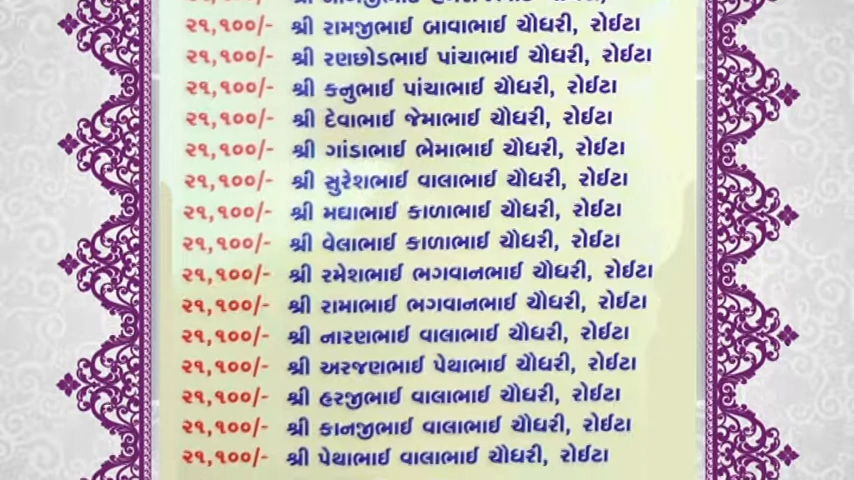 ૨૧,૧૦૦/- શ્રી રામજીભાઈ બાવાભાઈ ચૌધરી, રોઈટા
૨૧,૧૦૦/- શ્રી રણછોડભાઈ પાંચાભાઈ ચૌધરી, રોઈટા
૨૧,૧૦૦/- શ્રી કનુભાઈ પાંચાભાઈ ચૌધરી, રોઈટા
૨૧,૧૦૦/- શ્રી દેવાભાઈ જેમાભાઈ ચૌધરી, રોઈટા
૨૧,૧૦૦/- શ્રી ગાંડાભાઈ ભેમાભાઈ ચૌધરી, રોઈટા
૨૧,૧૦૦/- શ્રી સુરેશભાઈ વાલાભાઈ ચૌધરી, રોઈટા
૨૧,૧૦૦/- શ્રી મઘાભાઈ કાળાભાઈ ચૌધરી, રોઈટા
૨૧,૧૦૦/- શ્રી વેલાભાઈ કાળાભાઈ ચૌધરી, રોઈટા
૨૧,૧૦૦/- શ્રી રમેશભાઈ ભગવાનભાઈ ચૌધરી, રોઈટા
૨૧,૧૦૦/- શ્રી રામાભાઈ ભગવાનભાઈ ચૌધરી, રોઈટા
૨૧,૧૦૦/- શ્રી નારણભાઈ વાલાભાઈ ચૌધરી, રોઈટા
૨૧,૧૦૦/- શ્રી અરજણભાઈ પેથાભાઈ ચૌધરી, રોઈટા
૨૧,૧૦૦/- શ્રી હરજીભાઈ વાલાભાઈ ચૌધરી, રોઈટા
૨૧,૧૦૦/- શ્રી કાનજીભાઈ વાલાભાઈ ચૌધરી, રોઈટા
૨૧,૧૦૦/- શ્રી પેથાભાઈ વાલાભાઈ ચૌધરી, રોઈટા